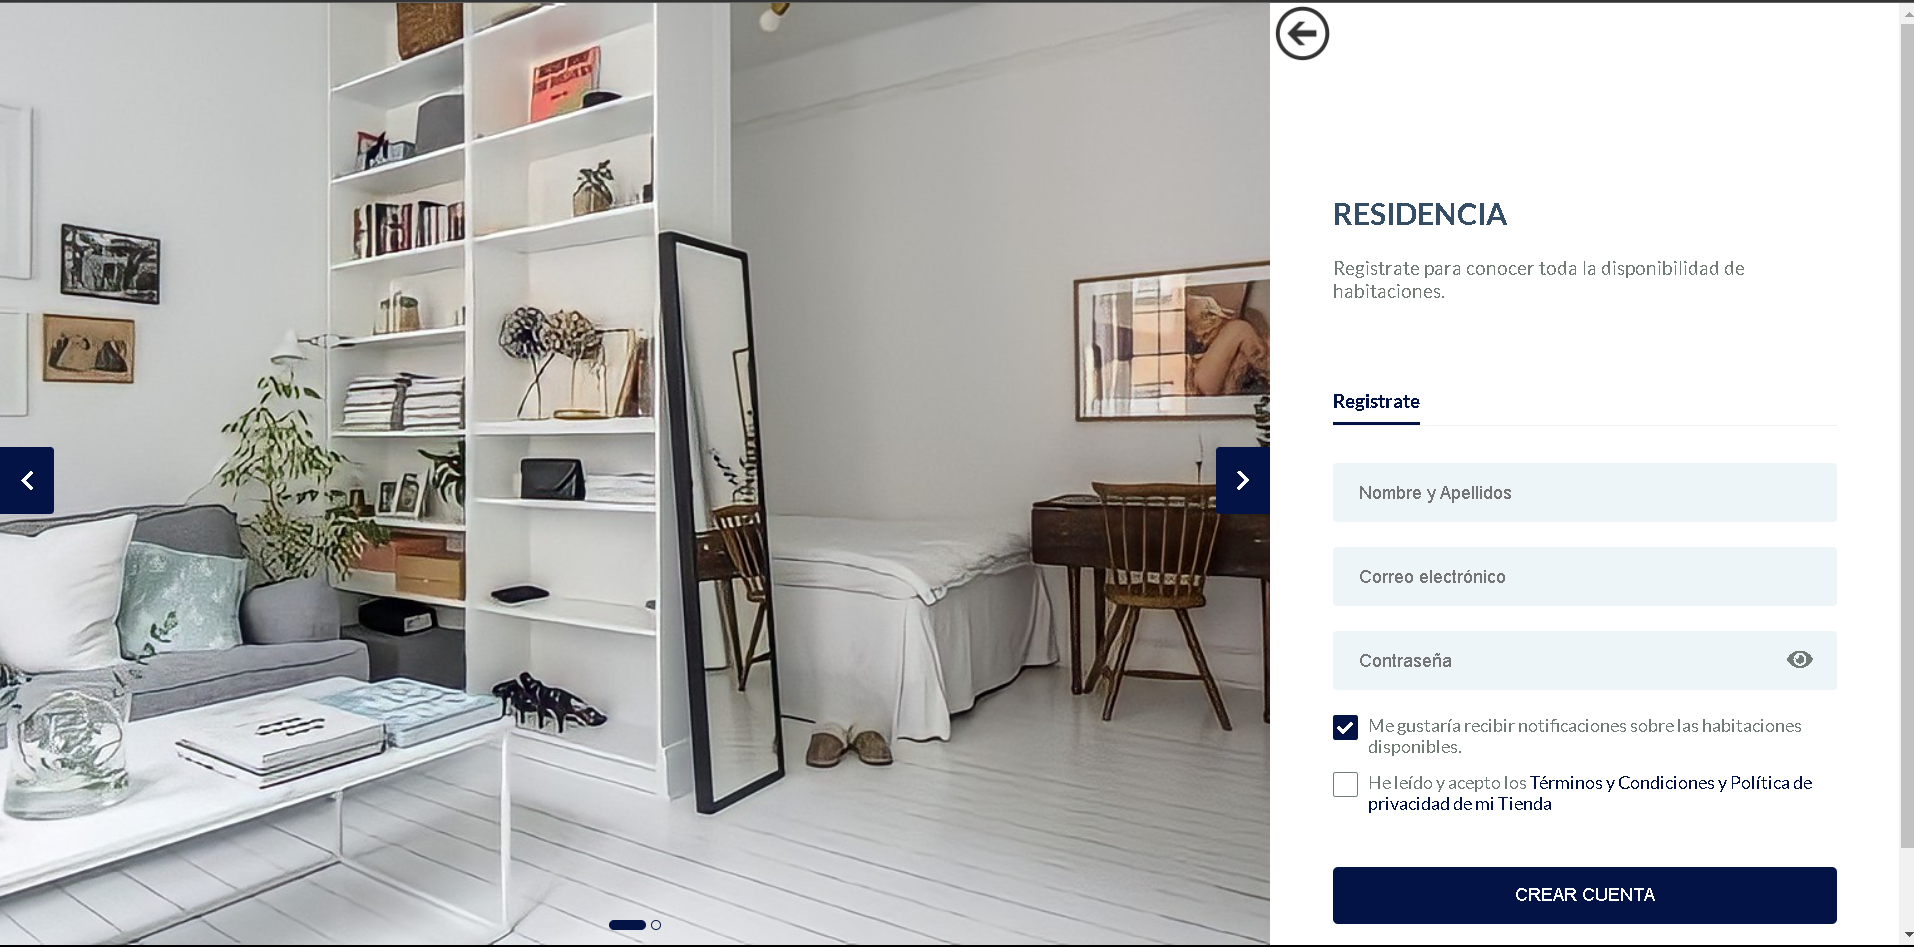 RESIDENCIA
Registrate para conocer toda la disponibilidad de
habitaciones.
Registrate
Nombre y Apellidos
Correo electrónico
Contraseña
Me gustaría recibir notificaciones sobre las habitaciones
disponibles.
He leído y acepto los Términos y Condiciones y Política de
privacidad de mi Tienda
CREAR CUENTA